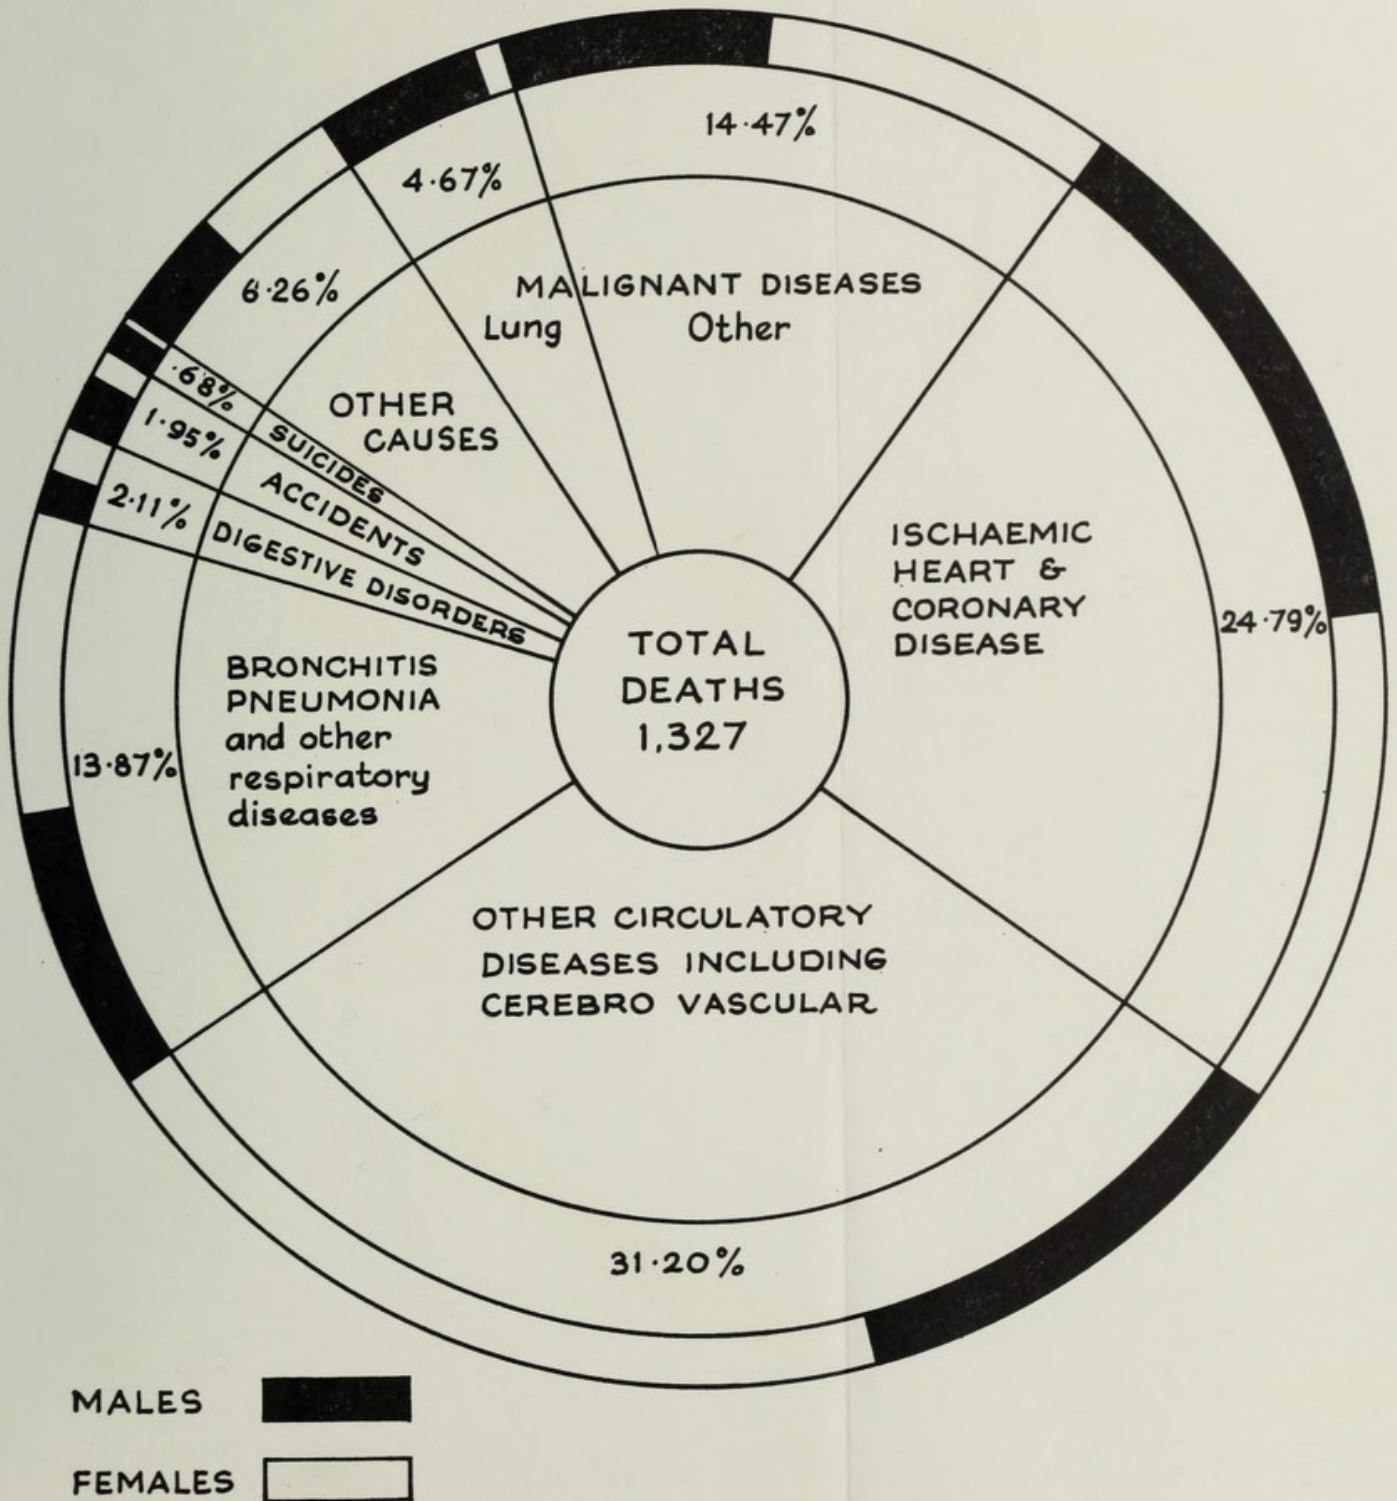 14·47%
4·67%
6·26%
MALIGNANT DISEASES
Lung Other
·68%
1·95%
2·11%
OTHER
CAUSES
SUICIDES
ACCIDENTS
DIGESTIVE DISORDERS
ISCHAEMIC
HEART &
CORONARY
DISEASE
24·79%
TOTAL
DEATHS
1,327
BRONCHITIS
PNEUMONIA
and other
respiratory
diseases
13·87%
OTHER CIRCULATORY
DISEASES INCLUDING
CEREBRO VASCULAR
31·20%
MALES
FEMALES